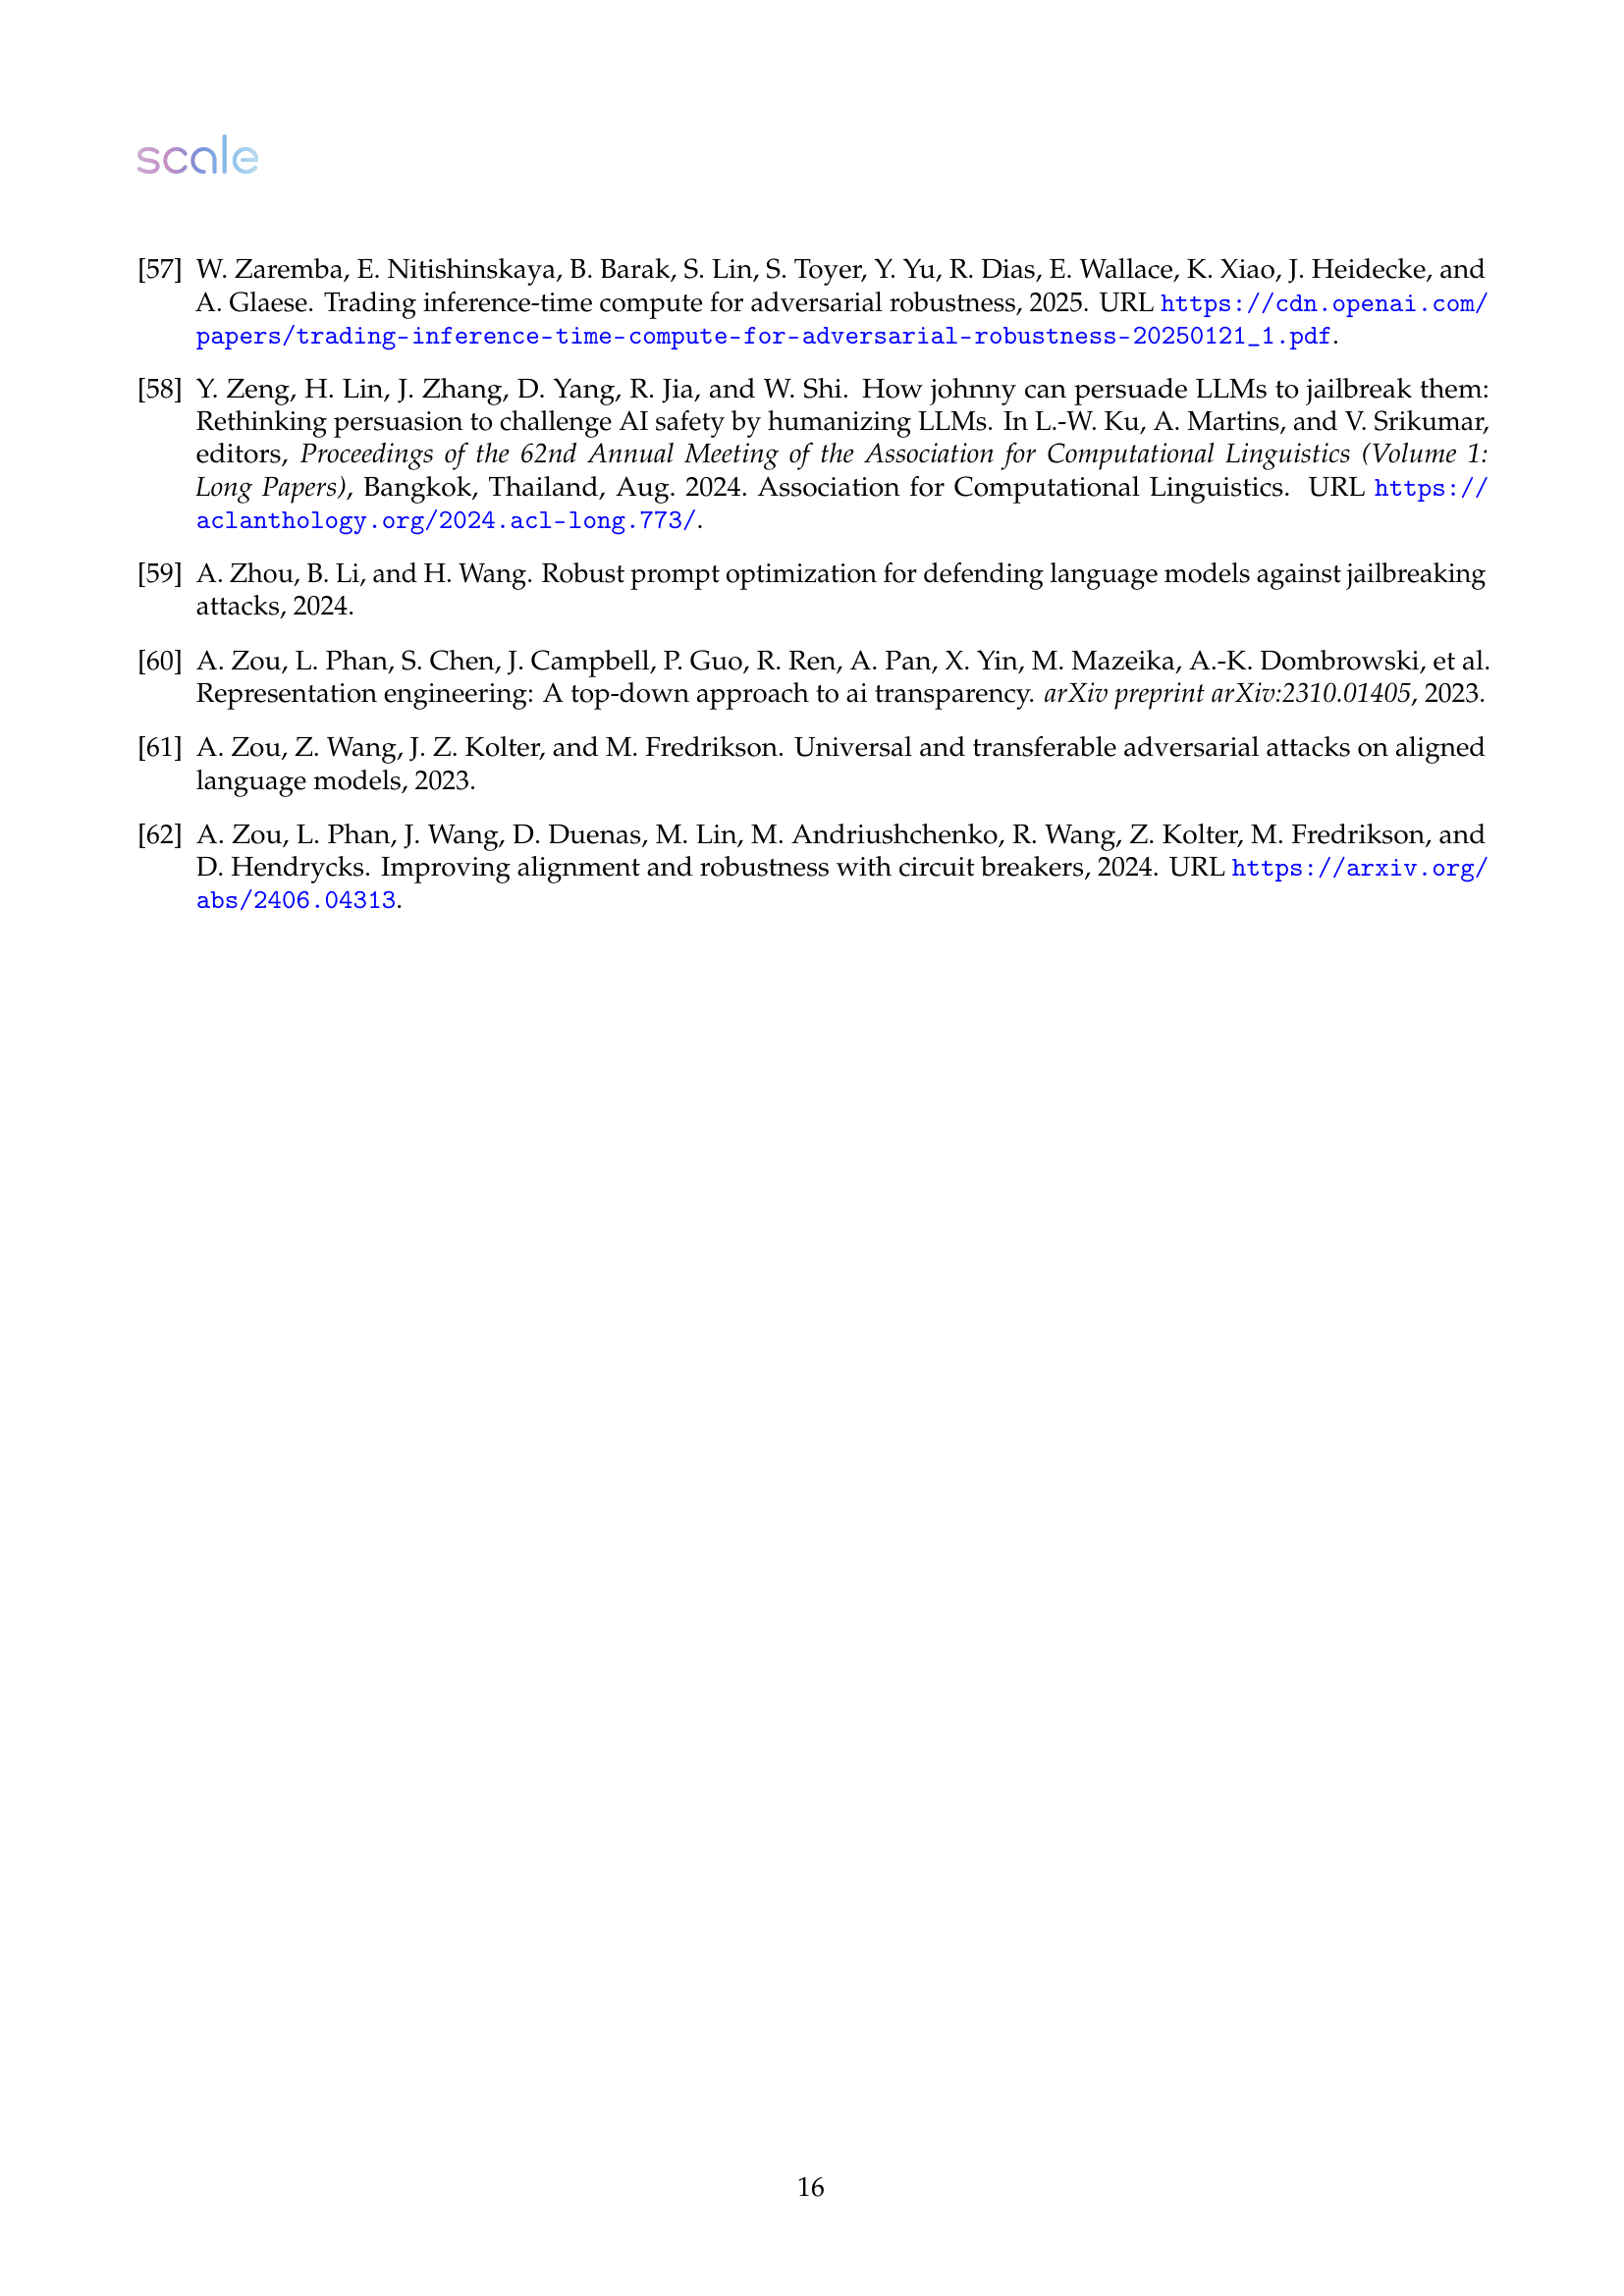 scale
[57] W. Zaremba, E. Nitishinskaya, B. Barak, S. Lin, S. Toyer, Y. Yu, R. Dias, E. Wallace, K. Xiao, J. Heidecke, and
A. Glaese. Trading inference-time compute for adversarial robustness, 2025. URL https://cdn.openai.com/
papers/trading-inference-time-compute-for-adversarial-robustness-20250121_1.pdf.
[58] Y. Zeng, H. Lin, J. Zhang, D. Yang, R. Jia, and W. Shi. How johnny can persuade LLMs to jailbreak them:
Rethinking persuasion to challenge AI safety by humanizing LLMs. In L.-W. Ku, A. Martins, and V. Srikumar,
editors, Proceedings of the 62nd Annual Meeting of the Association for Computational Linguistics (Volume 1:
Long Papers), Bangkok, Thailand, Aug. 2024. Association for Computational Linguistics. URL https://
aclanthology.org/2024.acl-long.773/.
[59] A. Zhou, B. Li, and H. Wang. Robust prompt optimization for defending language models against jailbreaking
attacks, 2024.
[60] A. Zou, L. Phan, S. Chen, J. Campbell, P. Guo, R. Ren, A. Pan, X. Yin, M. Mazeika, A.-K. Dombrowski, et al.
Representation engineering: A top-down approach to ai transparency. arXiv preprint arXiv:2310.01405, 2023.
[61] A. Zou, Z. Wang, J. Z. Kolter, and M. Fredrikson. Universal and transferable adversarial attacks on aligned
language models, 2023.
[62] A. Zou, L. Phan, J. Wang, D. Duenas, M. Lin, M. Andriushchenko, R. Wang, Z. Kolter, M. Fredrikson, and
D. Hendrycks. Improving alignment and robustness with circuit breakers, 2024. URL https://arxiv.org/
abs/2406.04313.
16